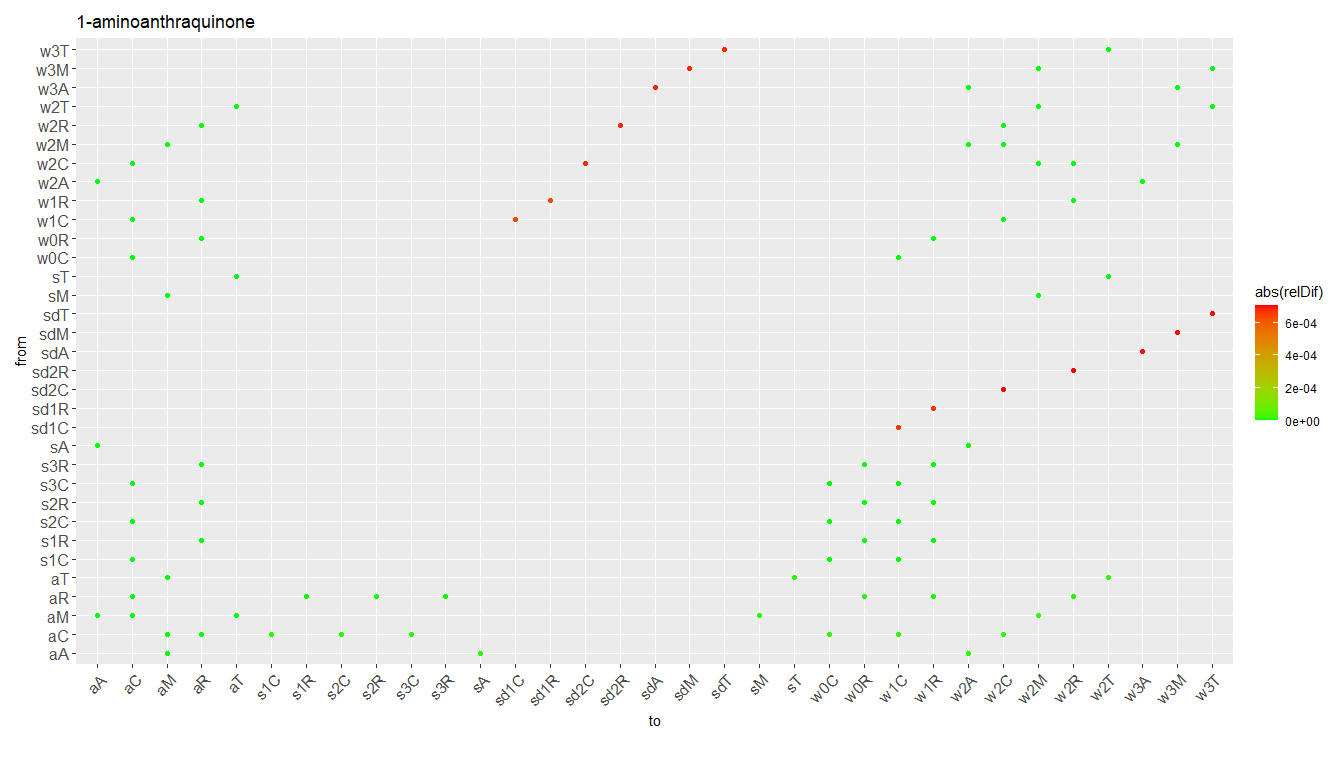 1-aminoanthraquinone
w3T
w3M
w3A
w2T
w2R
w2M
w2C
w2A
w1R
w1C
w0R
w0C
sT
sM
sdT
sdM
sdA
sd2R
sd2C
sd1R
sd1C
sA
s3R
s3C
s2R
s2C
s1R
s1C
aT
aR
aM
aC
aA
from
aA aC aM aR aT s1C s1R s2C s2R s3C s3R sA sd1C sd1R sd2C sd2R sdA sdM sdT sM sT w0C w0R w1C w1R w2A w2C w2M w2R w2T w3A w3M w3T
to
abs(relDif)
6e-04
4e-04
2e-04
0e+00